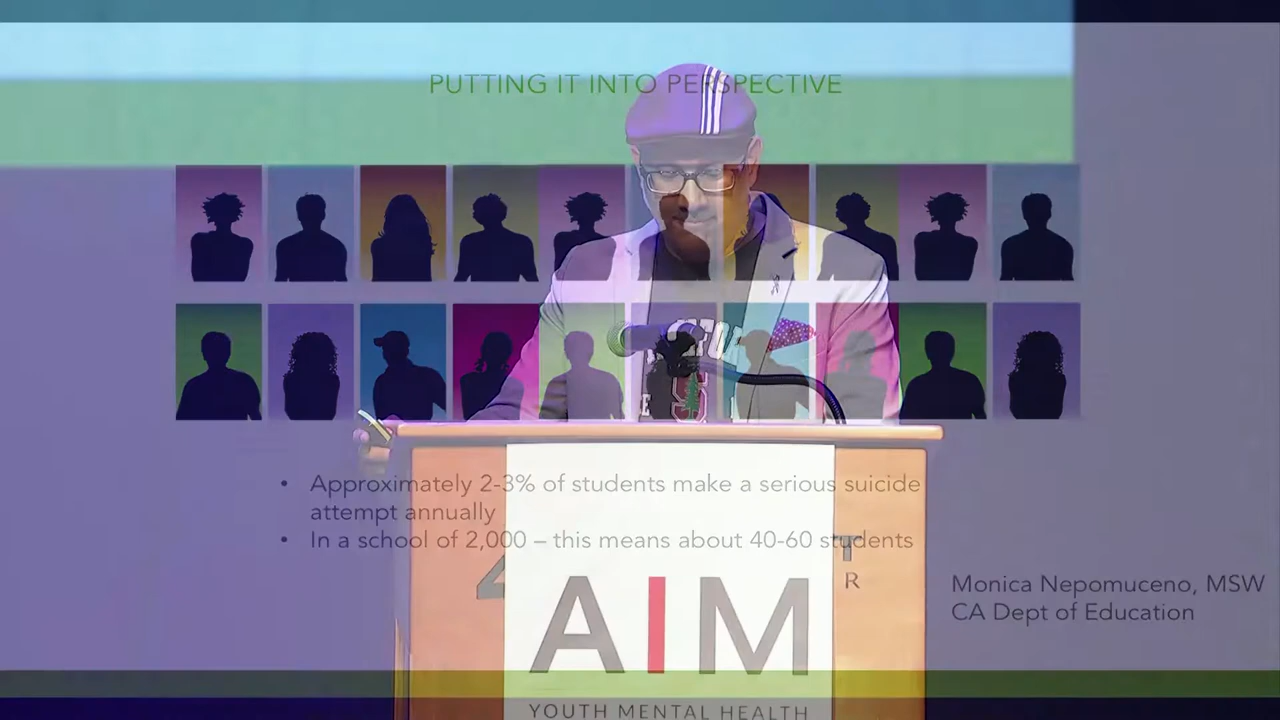 PUTTING IT INTO PERSPECTIVE
• Approximately 2-3% of students make a serious suicide
attempt annually
• In a school of 2,000 – this means about 40-60 students
Monica Nepomuceno, MSW
CA Dept of Education
AIM
YOUTH MENTAL HEALTH